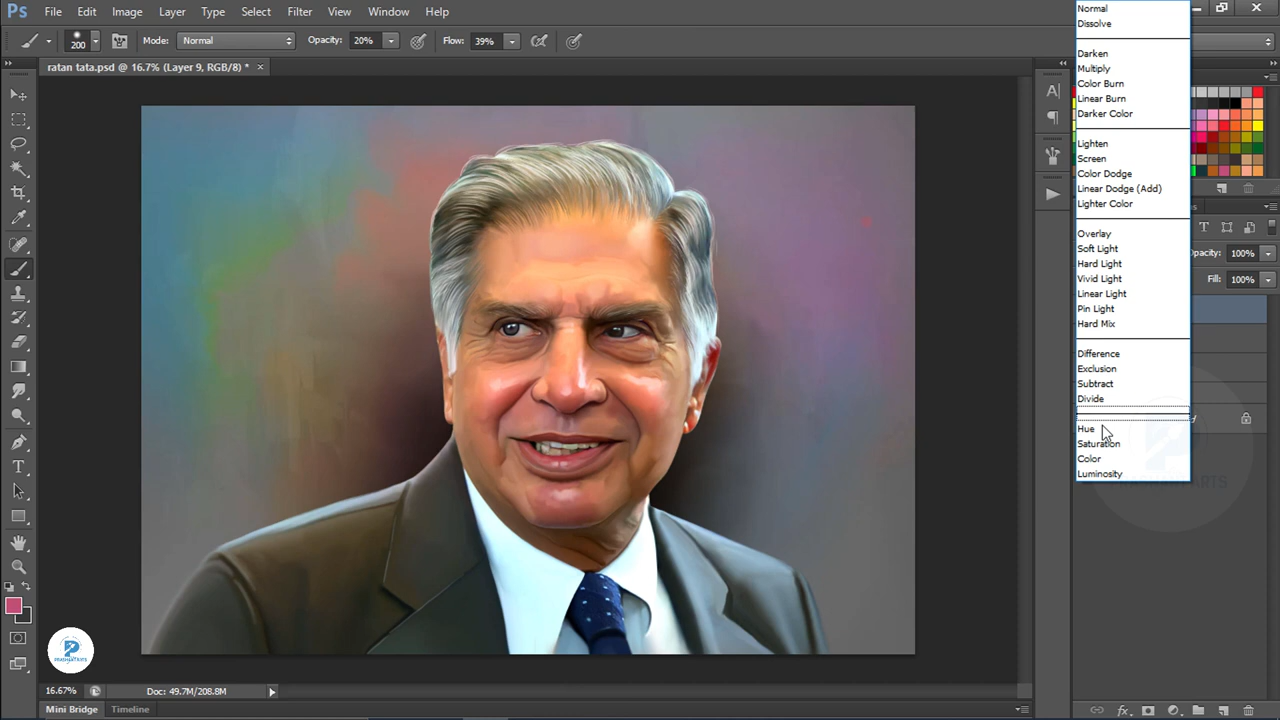 Ps File Edit Image Layer Type Select Filter View Window Help
200 Mode: Normal Opacity: 20% Flow: 39%
ratan tata.psd @ 16.7% (Layer 9, RGB/8) *
Normal
Dissolve
Darken
Multiply
Color Burn
Linear Burn
Darker Color
Lighten
Screen
Color Dodge
Linear Dodge (Add)
Lighter Color
Overlay
Soft Light
Hard Light
Vivid Light
Linear Light
Pin Light
Hard Mix
Difference
Exclusion
Subtract
Divide
Hue
Saturation
Color
Luminosity
Opacity: 100%
Fill: 100%
16.67% Doc: 49.7M/208.8M
Mini Bridge Timeline